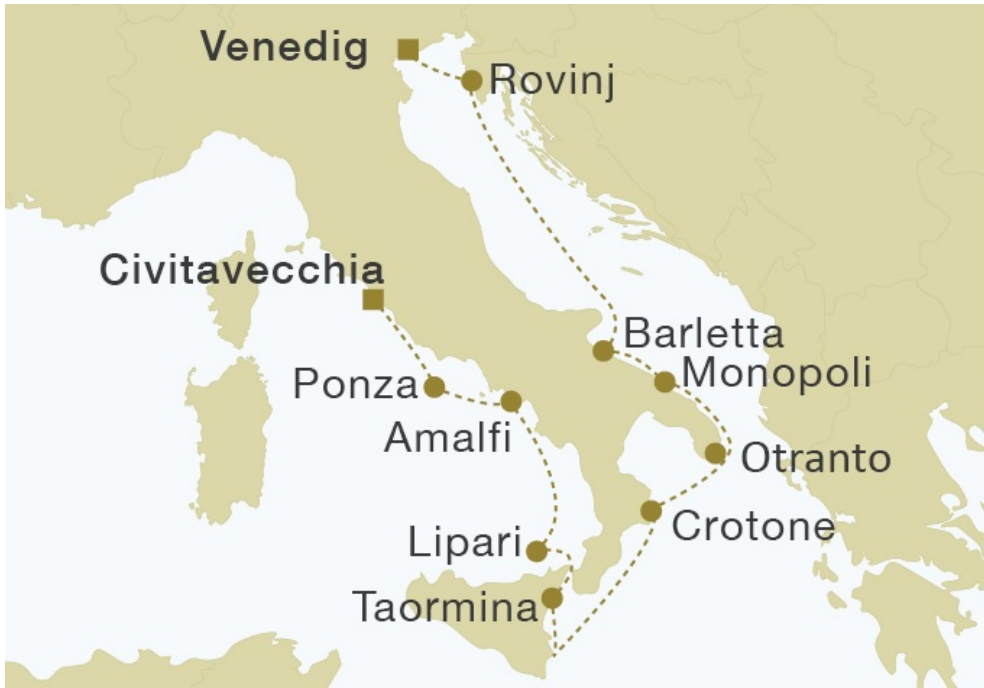 Venedig
Rovinj
Civitavecchia
Barletta
Monopoli
Ponza
Amalfi
Otranto
Crotone
Lipari
Taormina